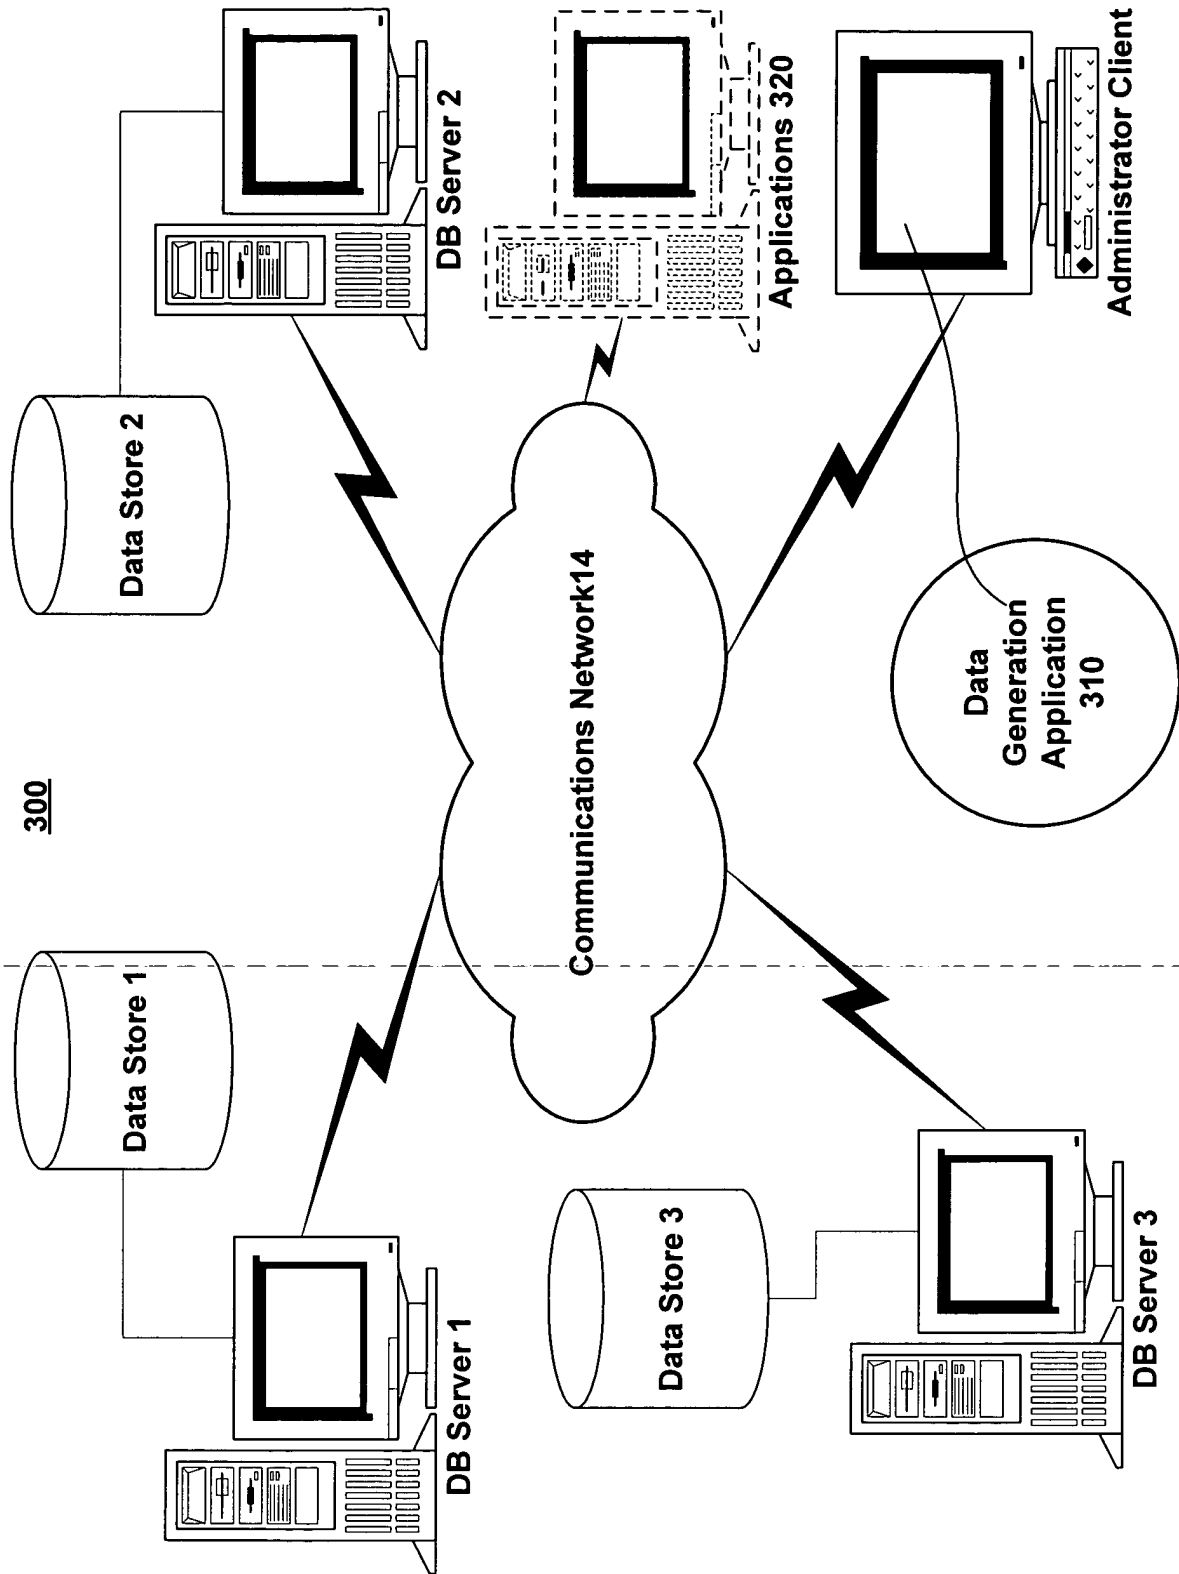 300
Data Store 1
Data Store 2
DB Server 1
DB Server 2
Communications Network14
Applications 320
Data Store 3
DB Server 3
Data
Generation
Application
310
Administrator Client